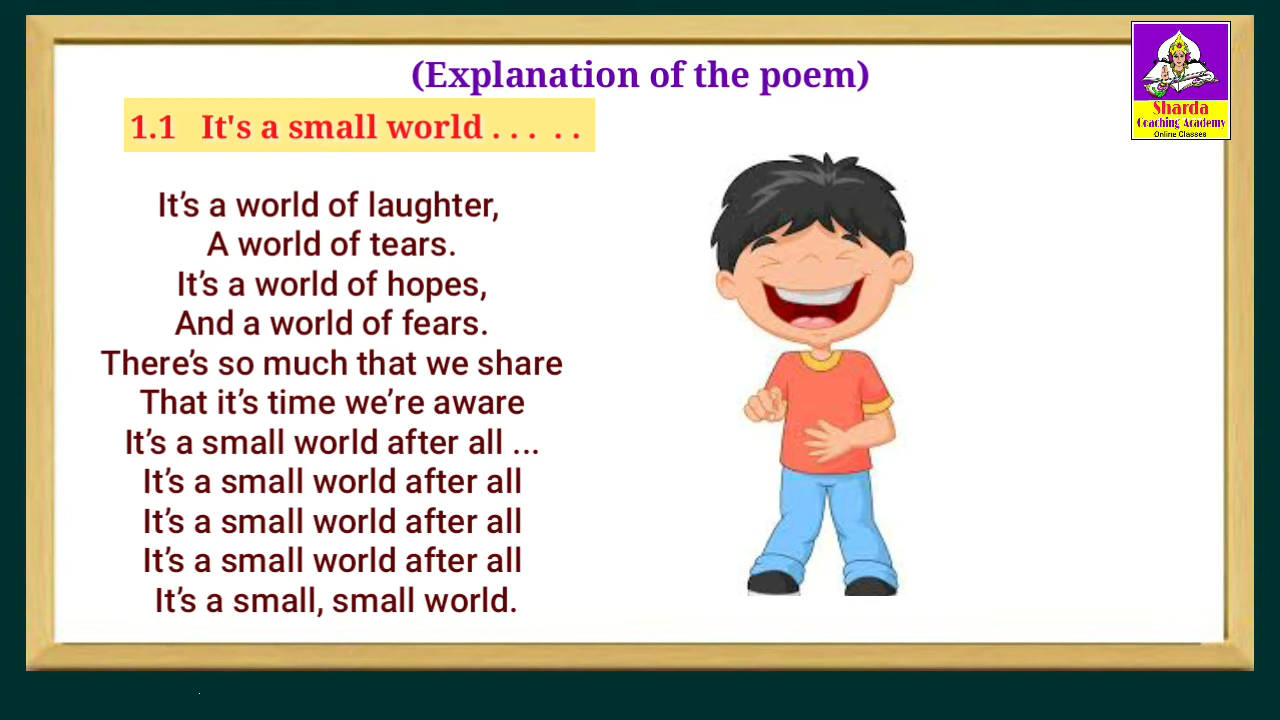 (Explanation of the poem)
1.1 It's a small world . . . . .
It’s a world of laughter,
A world of tears.
It’s a world of hopes,
And a world of fears.
There’s so much that we share
That it’s time we’re aware
It’s a small world after all ...
It’s a small world after all
It’s a small world after all
It’s a small world after all
It’s a small, small world.
Sharda
Coaching Academy
Online Classes